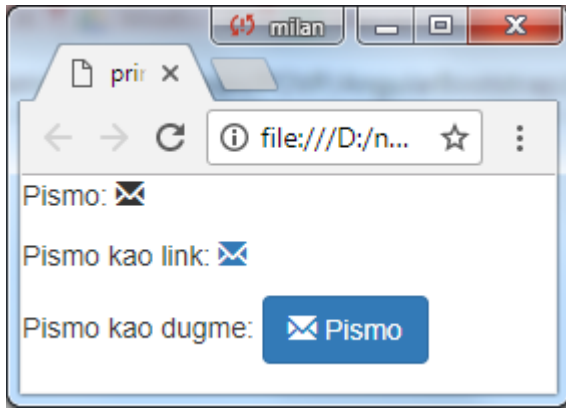 milan
prir
file:///D:/n...
Pismo:
Pismo kao link:
Pismo kao dugme: Pismo